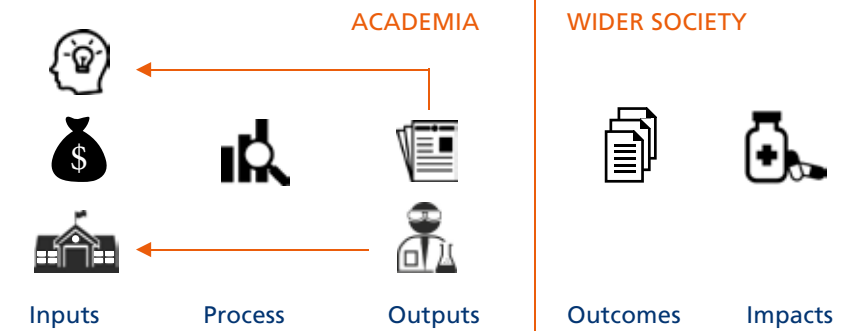 ACADEMIA
WIDER SOCIETY
$
Inputs
Process
Outputs
Outcomes
Impacts